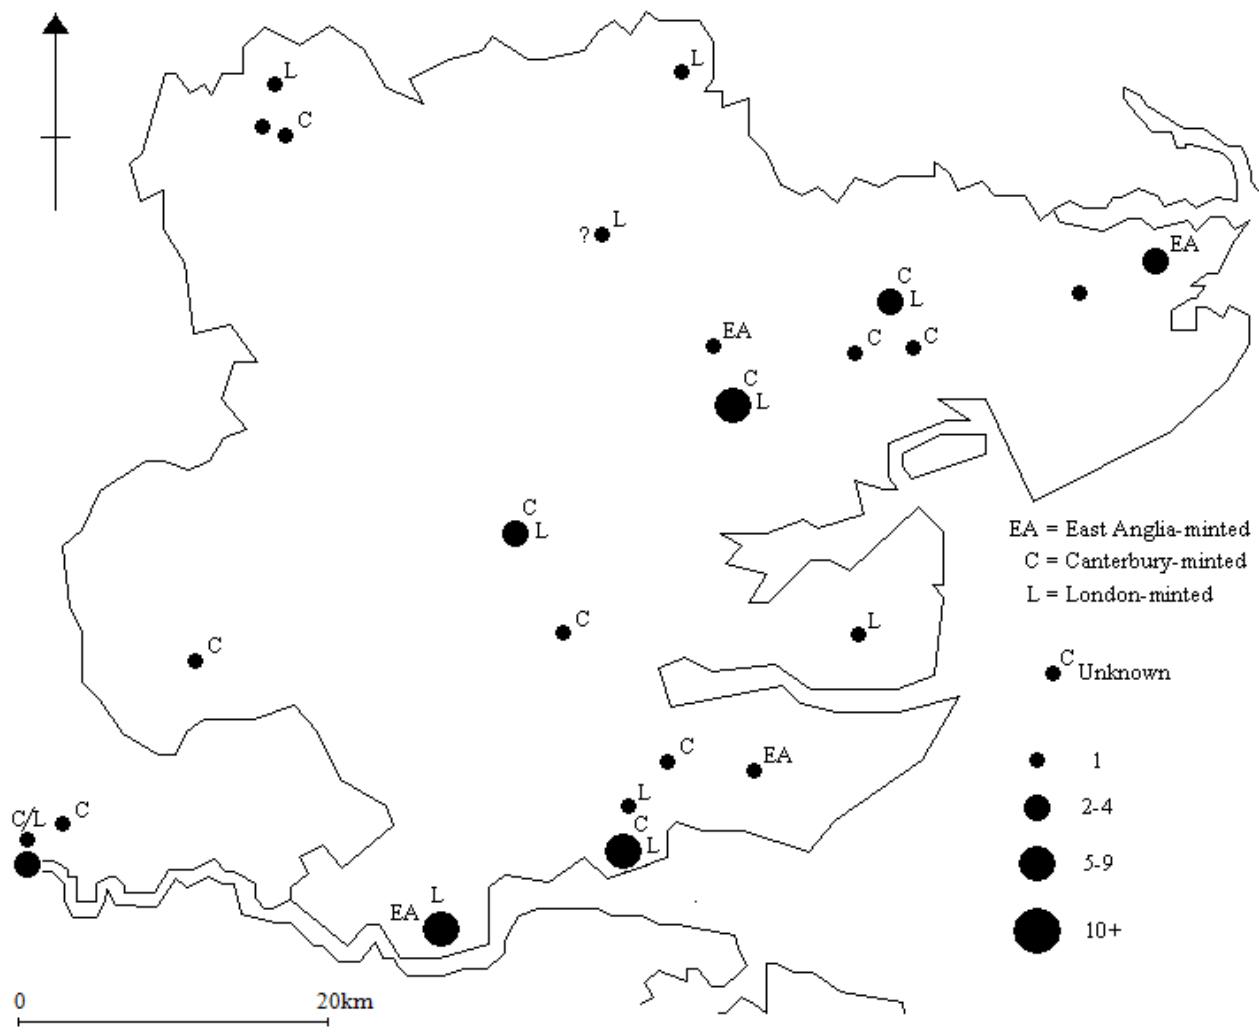 L
L
C
? L
EA
C
L
EA
C
C
C
L
C
L
EA = East Anglia-minted
C = Canterbury-minted
L = London-minted
C
L
C
C
Unknown
C
EA
1
L
2-4
C/L
C
C
L
5-9
L
EA
10+
0
20km